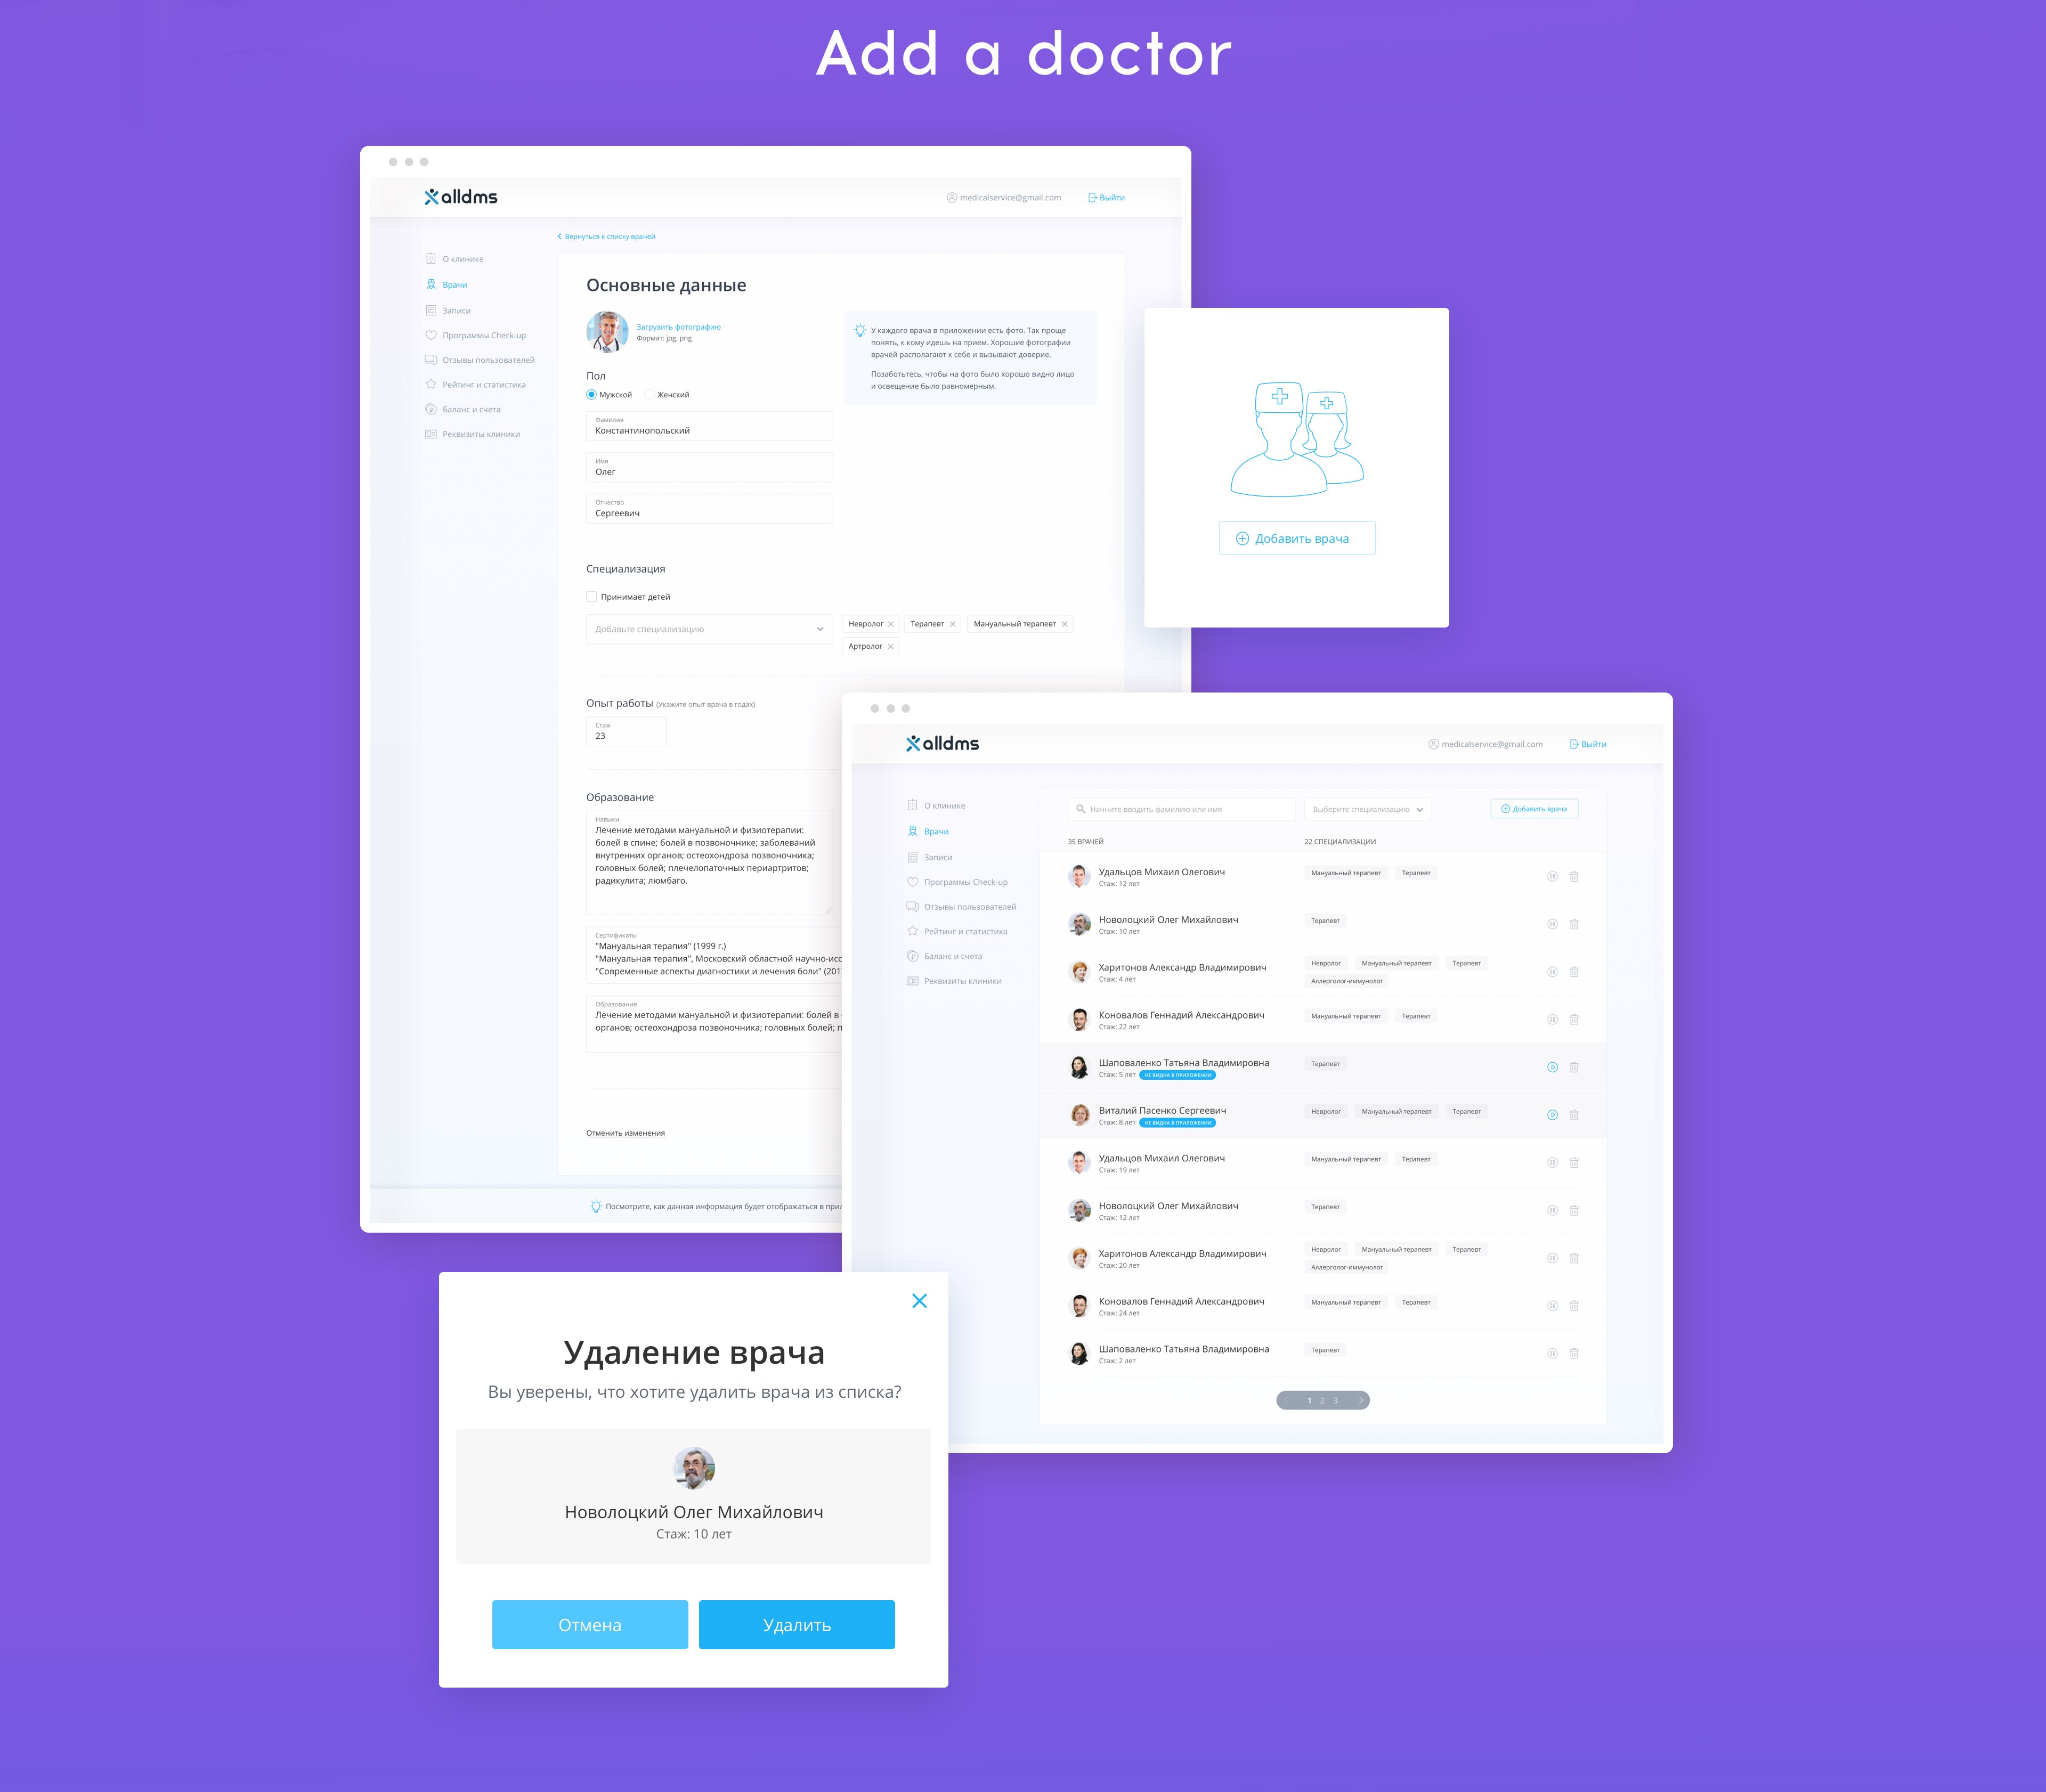 Add a doctor
alldms
medicalservice@gmail.com
Выйти
Вернуться к списку врачей
О клинике
Врачи
Записи
Программы Check-up
Отзывы пользователей
Рейтинг и статистика
Баланс и счета
Реквизиты клиники
Основные данные
Загрузить фотографию
Формат: jpg, png
У каждого врача в приложении есть фото. Так проще
понять, к кому идешь на прием. Хорошие фотографии
врачей располагают к себе и вызывают доверие.
Позаботьтесь, чтобы на фото было хорошо видно лицо
и освещение было равномерным.
Пол
Мужской
Женский
Фамилия
Константинопольский
Имя
Олег
Отчество
Сергеевич
Специализация
Принимает детей
Добавьте специализацию
Невролог
Терапевт
Мануальный терапевт
Артролог
Опыт работы (Укажите опыт врача в годах)
Стаж
23
Образование
Навыки
Лечение методами мануальной и физиотерапии:
болей в спине; болей в позвоночнике; заболеваний
внутренних органов; остеохондроза позвоночника;
головных болей; плечелопаточных периартритов;
радикулита; люмбаго.
Сертификаты
"Мануальная терапия" (1999 г.)
"Мануальная терапия", Московский областной научно-исс
"Современные аспекты диагностики и лечения боли" (201
Образование
Лечение методами мануальной и физиотерапии: болей в
органов; остеохондроза позвоночника; головных болей; п
Отменить изменения
Посмотрите, как данная информация будет отображаться в при
Добавить врача
alldms
medicalservice@gmail.com
Выйти
О клинике
Врачи
Записи
Программы Check-up
Отзывы пользователей
Рейтинг и статистика
Баланс и счета
Реквизиты клиники
Начните вводить фамилию или имя
Выберите специализацию
Добавить врача
35 ВРАЧЕЙ
22 СПЕЦИАЛИЗАЦИИ
Удальцов Михаил Олегович
Стаж: 12 лет
Мануальный терапевт Терапевт
Новолоцкий Олег Михайлович
Стаж: 10 лет
Терапевт
Харитонов Александр Владимирович
Стаж: 4 лет
Невролог Мануальный терапевт Терапевт
Аллерголог-иммунолог
Коновалов Геннадий Александрович
Стаж: 22 лет
Мануальный терапевт Терапевт
Шаповаленко Татьяна Владимировна
Стаж: 5 лет НЕ ВИДНА В ПРИЛОЖЕНИИ
Терапевт
Виталий Пасенко Сергеевич
Стаж: 8 лет НЕ ВИДНА В ПРИЛОЖЕНИИ
Невролог Мануальный терапевт Терапевт
Удальцов Михаил Олегович
Стаж: 19 лет
Мануальный терапевт Терапевт
Новолоцкий Олег Михайлович
Стаж: 12 лет
Терапевт
Харитонов Александр Владимирович
Стаж: 20 лет
Невролог Мануальный терапевт Терапевт
Аллерголог-иммунолог
Коновалов Геннадий Александрович
Стаж: 24 лет
Мануальный терапевт Терапевт
Шаповаленко Татьяна Владимировна
Стаж: 2 лет
Терапевт
1 2 3
Удаление врача
Вы уверены, что хотите удалить врача из списка?
Новолоцкий Олег Михайлович
Стаж: 10 лет
Отмена
Удалить